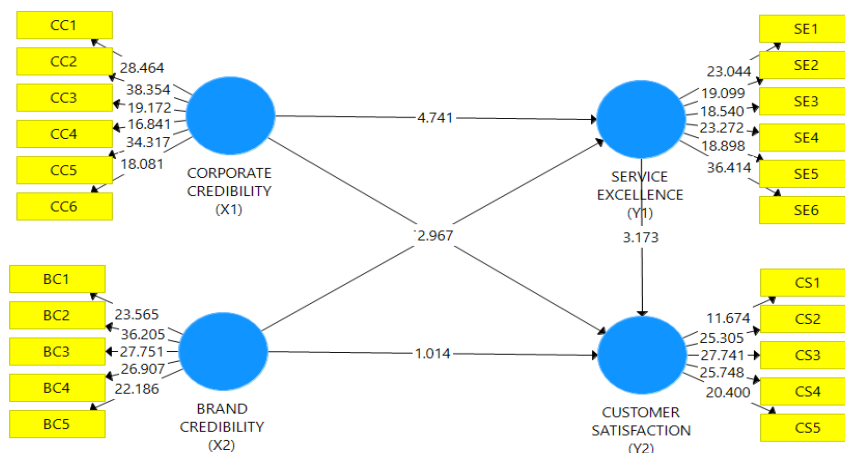 CC1
CC2
CC3
CC4
CC5
CC6
28.464
38.354
19.172
16.841
34.317
18.081
CORPORATE
CREDIBILITY
(X1)
4.741
SE1
SE2
SE3
SE4
SE5
SE6
23.044
19.099
18.540
23.272
18.898
36.414
SERVICE
EXCELLENCE
(Y1)
2.967
3.173
BC1
BC2
BC3
BC4
BC5
23.565
36.205
27.751
26.907
22.186
BRAND
CREDIBILITY
(X2)
1.014
CS1
CS2
CS3
CS4
CS5
11.674
25.305
27.741
25.748
20.400
CUSTOMER
SATISFACTION
(Y2)